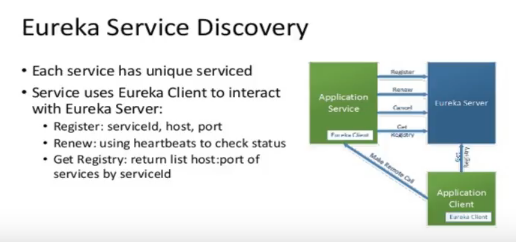 Eureka Service Discovery
• Each service has unique serviced
• Service uses Eureka Client to interact
with Eureka Server:
• Register: serviceId, host, port
• Renew: using heartbeats to check status
• Get Registry: return list host:port of
services by serviceId
Application
Service
Eureka Client
Register
Renew
Cancel
Get
Registry
Eureka Server
Make Remote Call
Get
Registry
Application
Client
Eureka Client